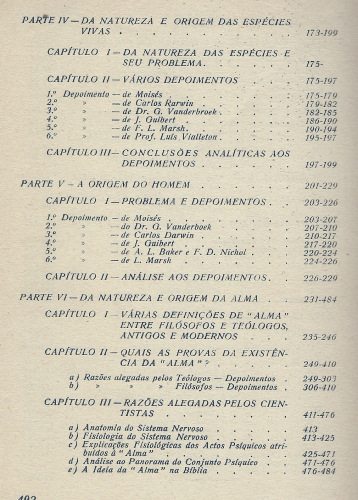 PARTE IV — DA NATUREZA E ORIGEM DAS ESPÉCIES
VIVAS . . . . . . . . . 173-199
CAPÍTULO I — DA NATUREZA DAS ESPÉCIES E
SEU PROBLEMA . . . . . . 175-
CAPÍTULO II — VÁRIOS DEPOIMENTOS . . . . 175-197
1.º Depoimento — de Moisés . . . . . . 175-179
2.º » — de Carlos Rarwin . . . . 179-182
3.º » — de Dr. G. Vanderbroek . . . 182-185
4.º » — de J. Guibert . . . . . 186-190
5.º » — de F. L. Marsh . . . . . 190-194
6.º » — de Prof. Luis Vialleton . . . 195-197
CAPÍTULO III — CONCLUSÕES ANALÍTICAS AOS
DEPOIMENTOS . . . . . . 197-199
PARTE V — A ORIGEM DO HOMEM . . . . . 201-229
CAPÍTULO I — PROBLEMA E DEPOIMENTOS . . 203-226
1.º Depoimento — de Moisés . . . . . . 203-207
2.º » — do Dr. G. Vanderboek . . . 207-210
3.º » — de Carlos Darwin . . . . 210-217
4.º » — de J. Guibert . . . . . 217-220
5.º » — de A. L. Baker e F. D. Nichol . 220-224
6.º » — de L. Marsh . . . . . 224-226
CAPÍTULO II — ANÁLISE AOS DEPOIMENTOS . . 226-229
PARTE VI — DA NATUREZA E ORIGEM DA ALMA . . 231-484
CAPÍTULO I — VÁRIAS DEFINIÇÕES DE "ALMA"
ENTRE FILÓSOFOS E TEÓLOGOS,
ANTIGOS E MODERNOS . . . 235-246
CAPÍTULO II — QUAIS AS PROVAS DA EXISTÊN-
CIA DA "ALMA"? . . . . . 249-410
a) Razões alegadas pelos Teólogos — Depoimentos . . 249-303
b) » » » Filósofos — Depoimentos . . 306-410
CAPÍTULO III — RAZÕES ALEGADAS PELOS CIEN-
TISTAS . . . . . . . 411-476
a) Anatomia do Sistema Nervoso . . . . . 413
b) Fisiologia do Sistema Nervoso . . . . . 413-425
c) Explicações Fisiológicas dos Actos Psíquicos atri-
buidos à "Alma" . . . . . . . 425-471
d) Análise ao Panorama do Conjunto Psíquico . . 471-476
e) A Ideia da "Alma" na Bíblia . . . . . 476-484